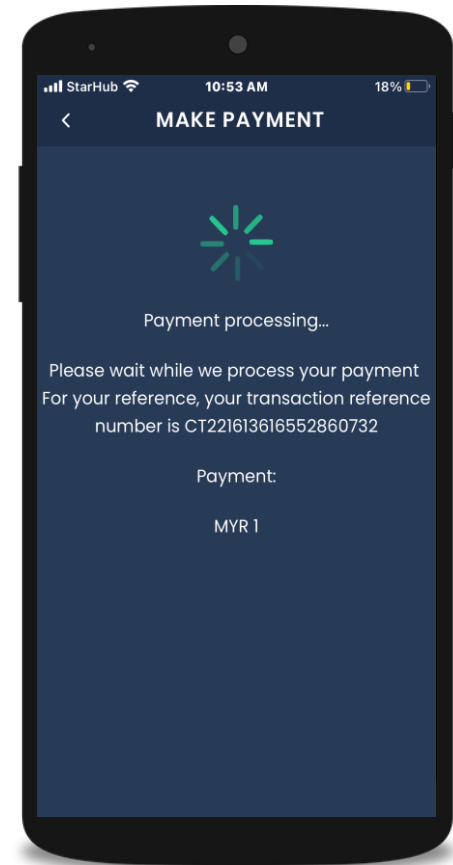 StarHub 10:53 AM 18%
MAKE PAYMENT
Payment processing...
Please wait while we process your payment
For your reference, your transaction reference
number is CT221613616552860732
Payment:
MYR 1